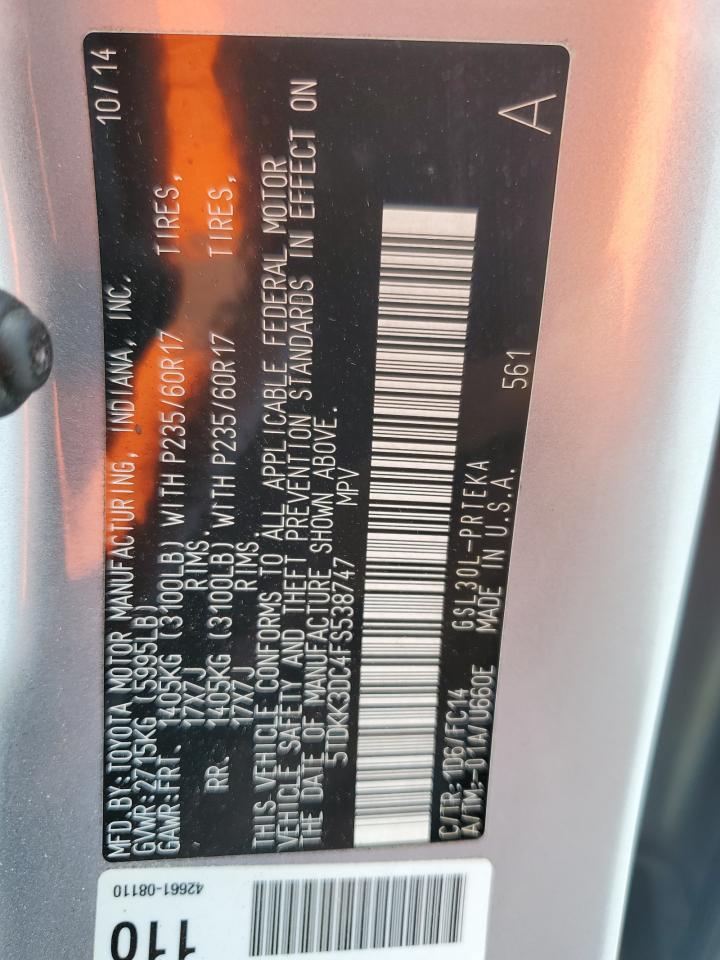 MFD.BY:TOYOTA MOTOR MANUFACTURING, INDIANA, INC. 10/14
GVWR:2715KG (5995LB)
GAWR:FRT. 1405KG (3100LB) WITH P235/60R17 TIRES,
17X7J RIMS.
RR. 1405KG (3100LB) WITH P235/60R17 TIRES,
17X7J RIMS
THIS VEHICLE CONFORMS TO ALL APPLICABLE FEDERAL MOTOR
VEHICLE SAFETY AND THEFT PREVENTION STANDARDS IN EFFECT ON
THE DATE OF MANUFACTURE SHOWN ABOVE.
5TDKK3DC4FS538747 MPV
C/TR: 1D6/FC14 GSL30L-PRTEKA
A/TM:-01A/U660E MADE IN U.S.A. 561
A
42661-08110
110